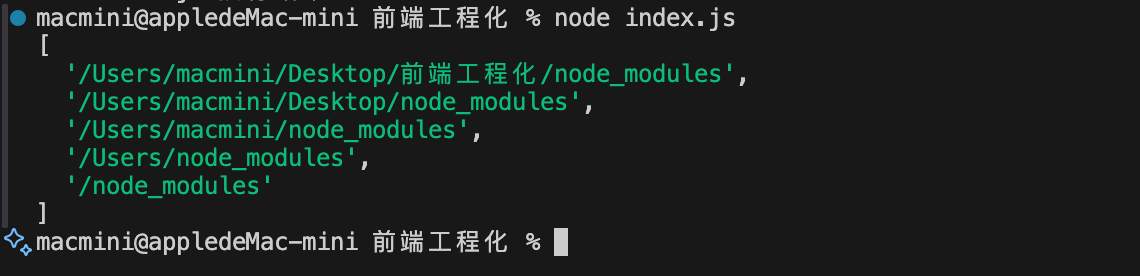 macmini@appledeMac-mini 前端工程化 % node index.js
[
  '/Users/macmini/Desktop/前端工程化/node_modules',
  '/Users/macmini/Desktop/node_modules',
  '/Users/macmini/node_modules',
  '/Users/node_modules',
  '/node_modules'
]
macmini@appledeMac-mini 前端工程化 %